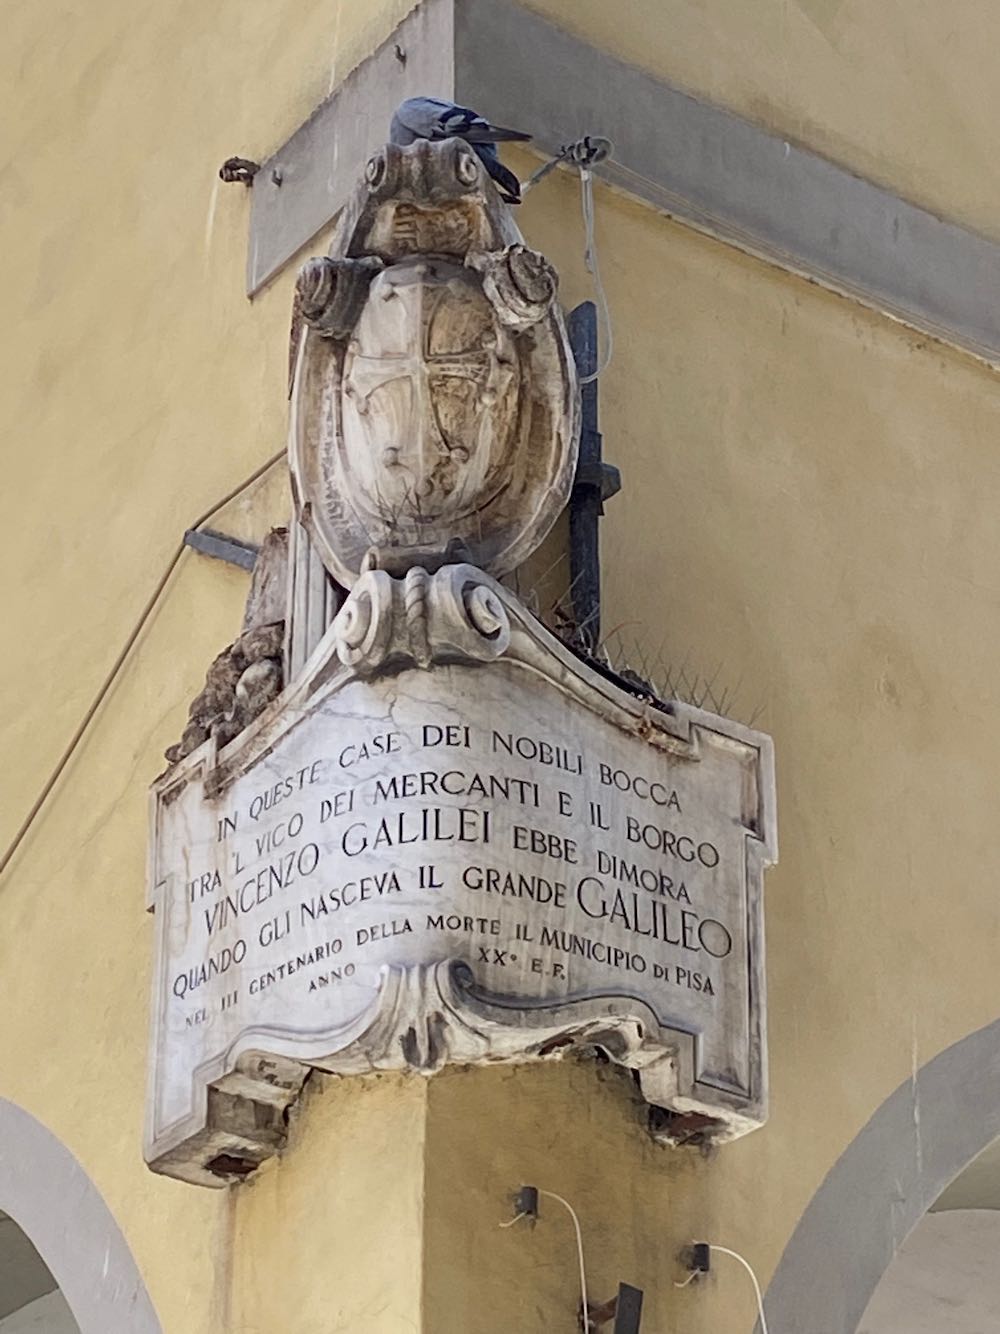 IN QUESTE CASE DEI NOBILI BOCCA
TRA 'L VICO DEI MERCANTI E IL BORGO
VINCENZO GALILEI EBBE DIMORA
QUANDO GLI NASCEVA IL GRANDE GALILEO
NEL III CENTENARIO DELLA MORTE IL MUNICIPIO DI PISA
ANNO XX° E.F.